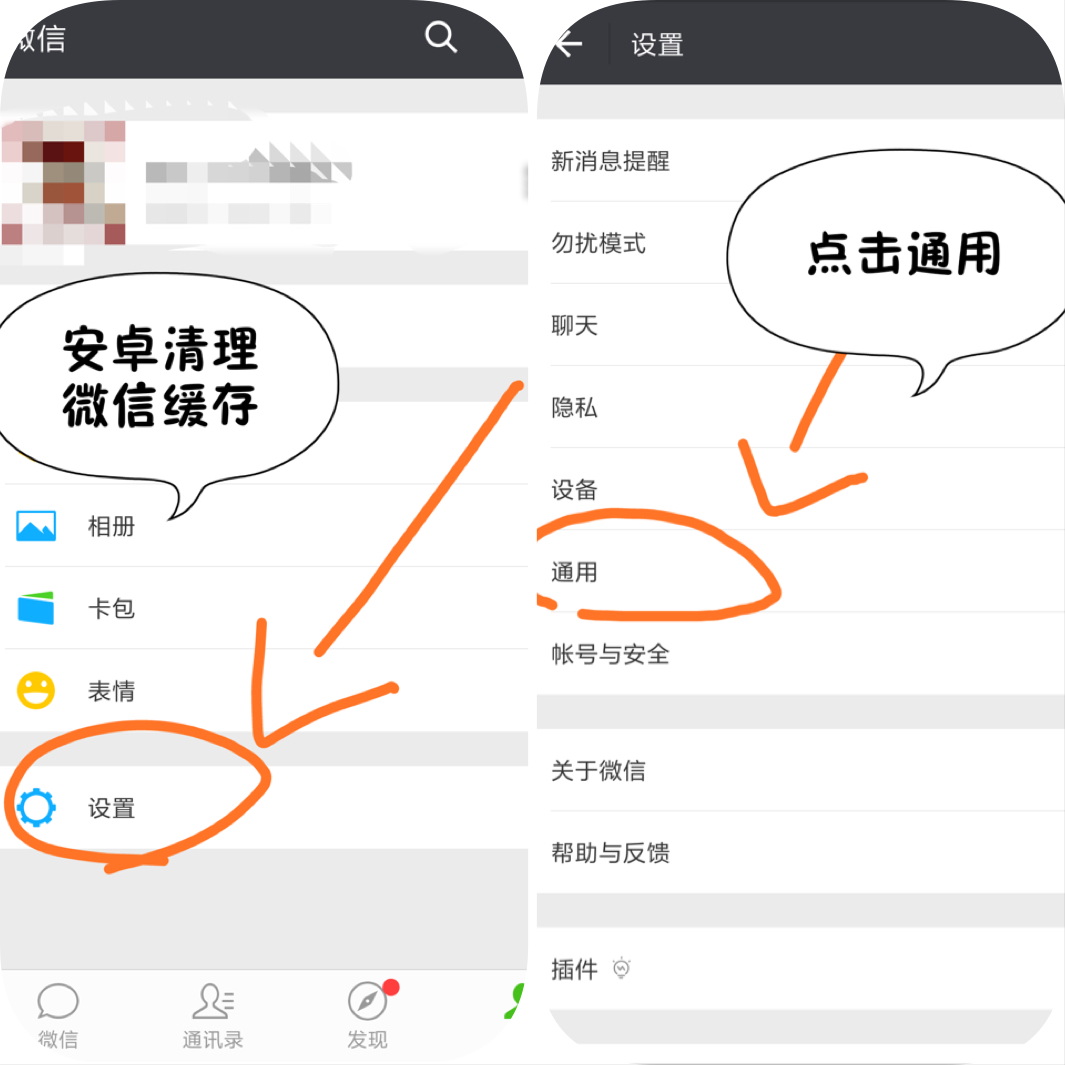 微信
安卓清理
微信缓存
相册
卡包
表情
设置
微信
通讯录
发现
设置
新消息提醒
勿扰模式
点击通用
聊天
隐私
设备
通用
帐号与安全
关于微信
帮助与反馈
插件